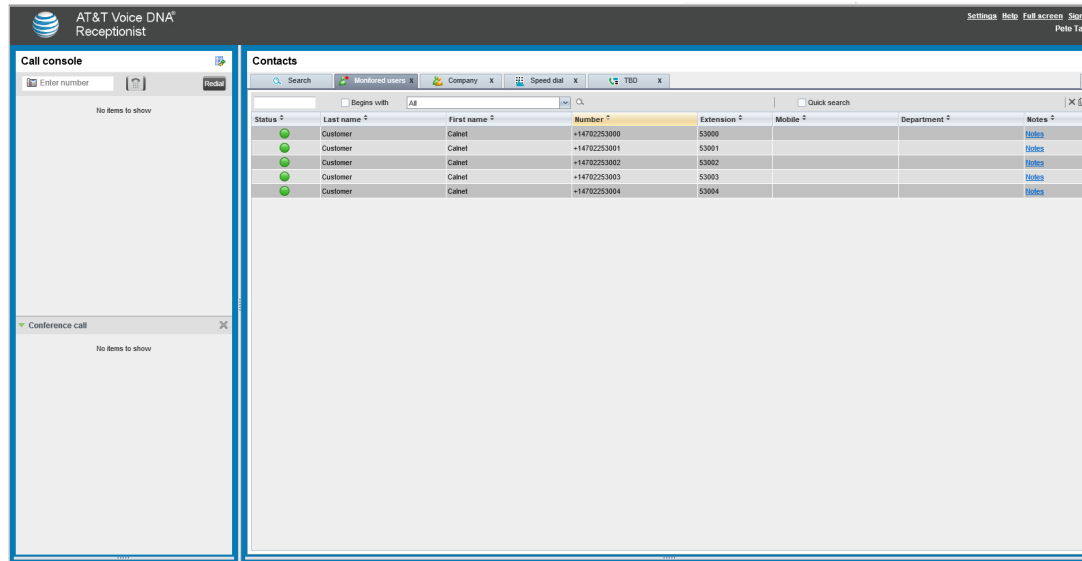 AT&T Voice DNA®
Receptionist
Settings Help Full screen Sig
Pete Ta
Call console
Enter number
Redial
No items to show
Conference call
No items to show
Contacts
Search Monitored users X Company X Speed dial X TBD X
Begins with All Quick search
Status Last name First name Number Extension Mobile Department Notes
Customer Calnet +14702253000 53000 Notes
Customer Calnet +14702253001 53001 Notes
Customer Calnet +14702253002 53002 Notes
Customer Calnet +14702253003 53003 Notes
Customer Calnet +14702253004 53004 Notes